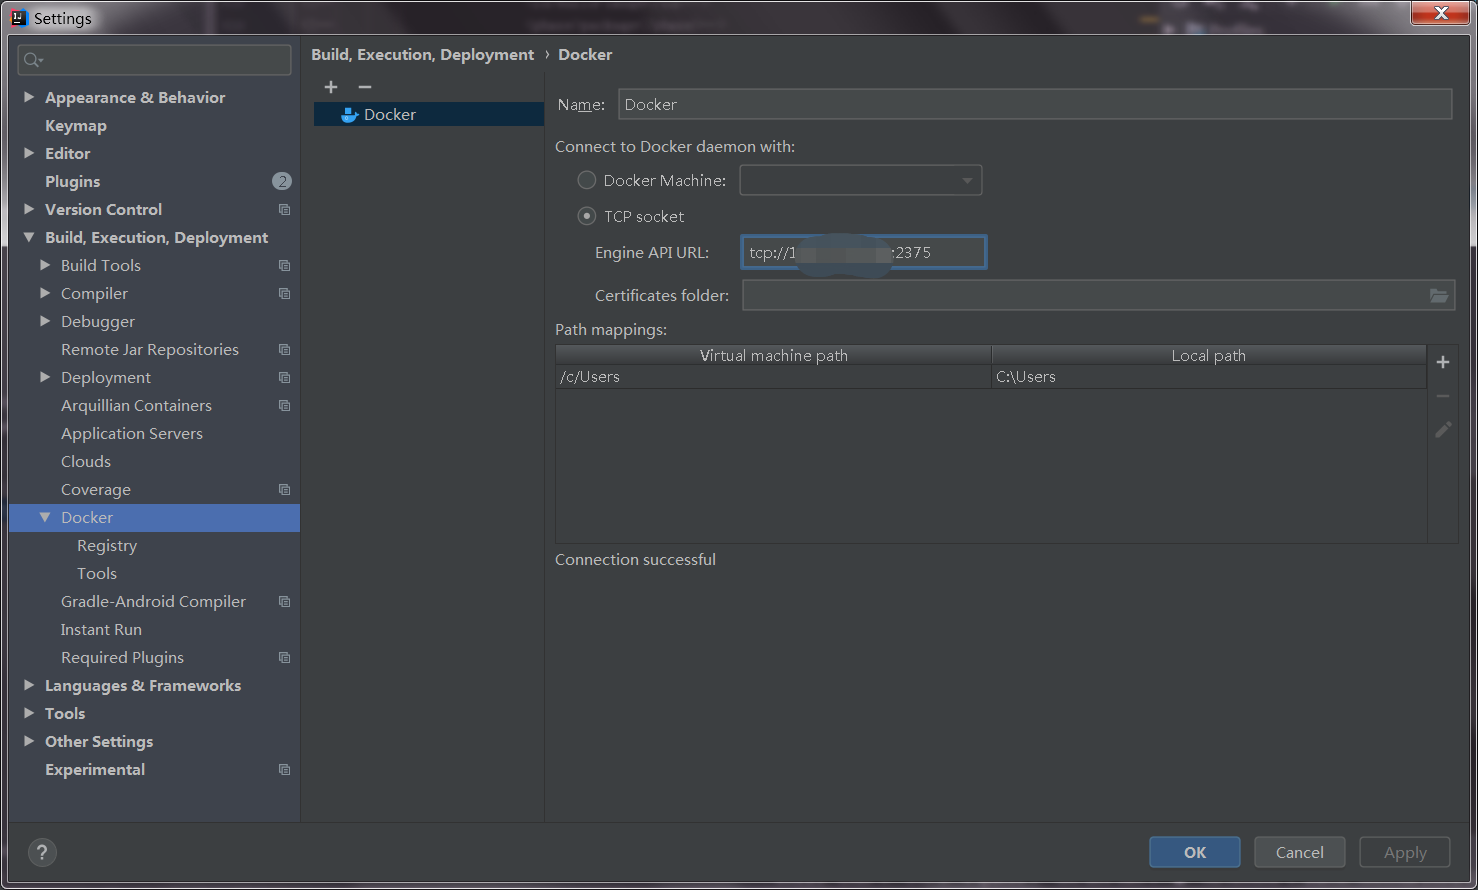 Settings
Appearance & Behavior
Keymap
Editor
Plugins 2
Version Control
Build, Execution, Deployment
Build Tools
Compiler
Debugger
Remote Jar Repositories
Deployment
Arquillian Containers
Application Servers
Clouds
Coverage
Docker
Registry
Tools
Gradle-Android Compiler
Instant Run
Required Plugins
Languages & Frameworks
Tools
Other Settings
Experimental
Build, Execution, Deployment › Docker
Docker
Name: Docker
Connect to Docker daemon with:
Docker Machine:
TCP socket
Engine API URL: tcp://1 :2375
Certificates folder:
Path mappings:
Virtual machine path Local path
/c/Users C:\Users
Connection successful
? OK Cancel Apply